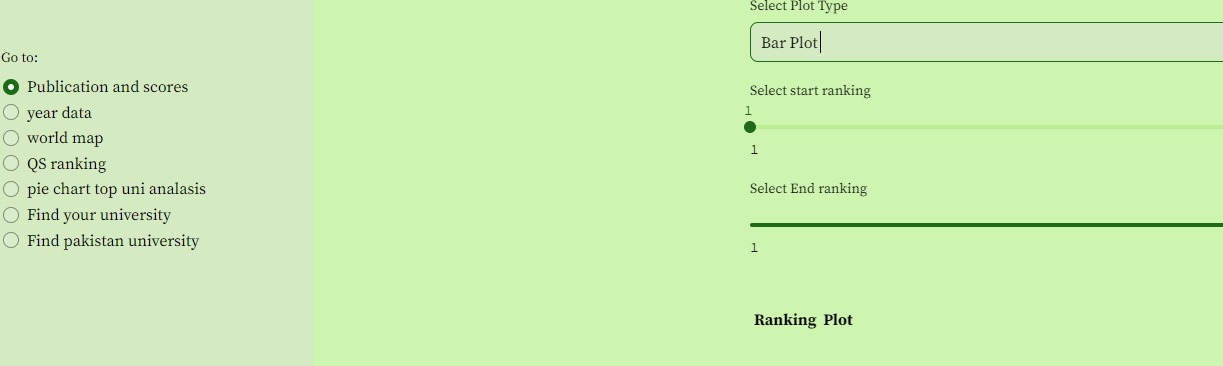 Go to:
Publication and scores
year data
world map
QS ranking
pie chart top uni analasis
Find your university
Find pakistan university
Select Plot Type
Bar Plot
Select start ranking
1
1
Select End ranking
1
Ranking Plot